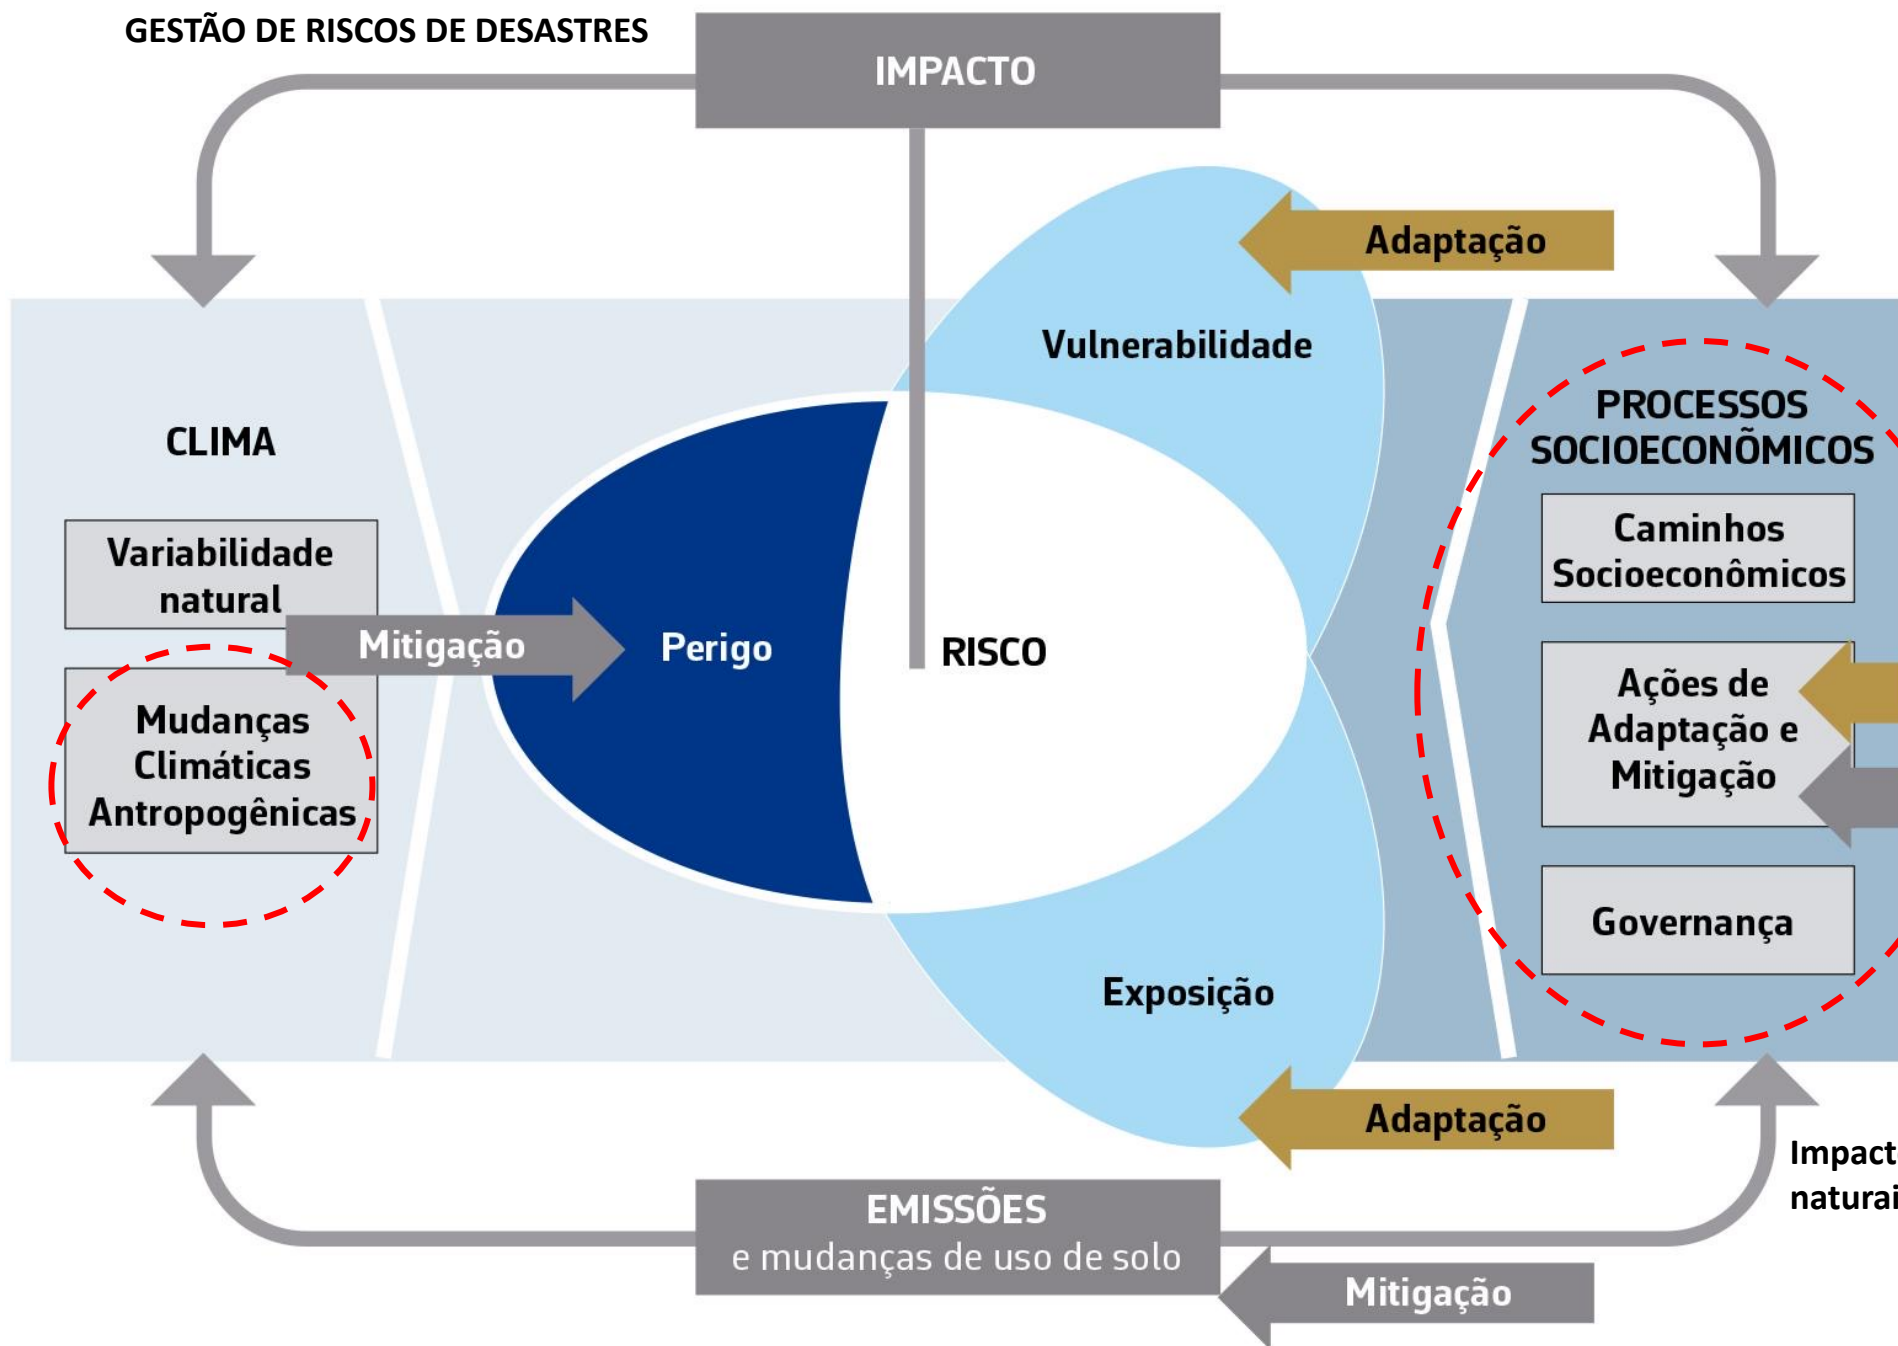 GESTÃO DE RISCOS DE DESASTRES
IMPACTO
Adaptação
Vulnerabilidade
CLIMA
Variabilidade
natural
Mitigação
Mudanças
Climáticas
Antropogênicas
Perigo
RISCO
PROCESSOS
SOCIOECONÕMICOS
Caminhos
Socioeconômicos
Ações de
Adaptação e
Mitigação
Governança
Exposição
Adaptação
EMISSÕES
e mudanças de uso de solo
Mitigação